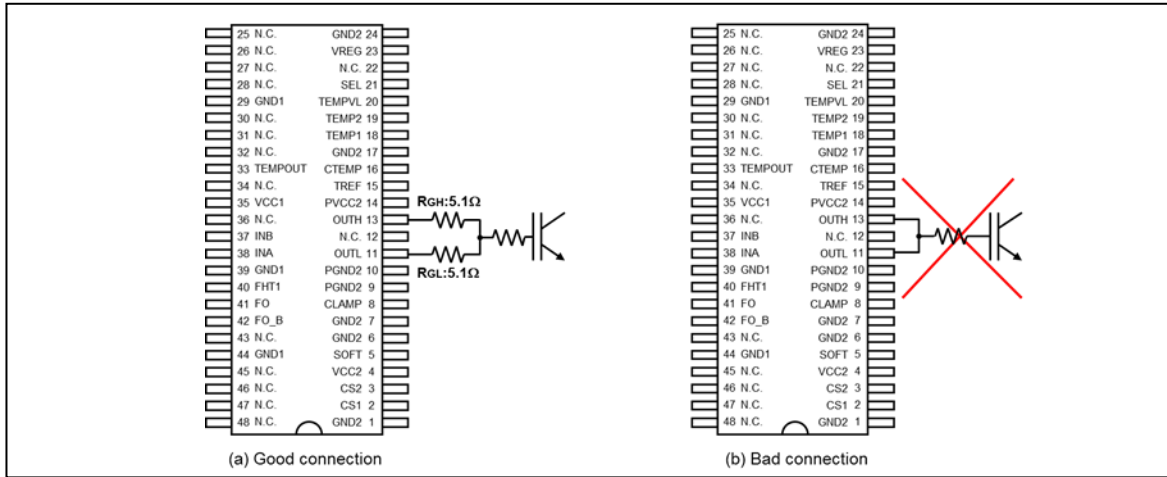 25 N.C. GND2 24
26 N.C. VREG 23
27 N.C. N.C. 22
28 N.C. SEL 21
29 GND1 TEMPVL 20
30 N.C. TEMP2 19
31 N.C. TEMP1 18
32 N.C. GND2 17
33 TEMPOUT CTEMP 16
34 N.C. TREF 15
35 VCC1 PVCC2 14
36 N.C. OUTH 13
37 INB N.C. 12
38 INA OUTL 11
39 GND1 PGND2 10
40 FHT1 PGND2 9
41 FO CLAMP 8
42 FO_B GND2 7
43 N.C. GND2 6
44 GND1 SOFT 5
45 N.C. VCC2 4
46 N.C. CS2 3
47 N.C. CS1 2
48 N.C. GND2 1
RGH:5.1Ω
RGL:5.1Ω
(a) Good connection
25 N.C. GND2 24
26 N.C. VREG 23
27 N.C. N.C. 22
28 N.C. SEL 21
29 GND1 TEMPVL 20
30 N.C. TEMP2 19
31 N.C. TEMP1 18
32 N.C. GND2 17
33 TEMPOUT CTEMP 16
34 N.C. TREF 15
35 VCC1 PVCC2 14
36 N.C. OUTH 13
37 INB N.C. 12
38 INA OUTL 11
39 GND1 PGND2 10
40 FHT1 PGND2 9
41 FO CLAMP 8
42 FO_B GND2 7
43 N.C. GND2 6
44 GND1 SOFT 5
45 N.C. VCC2 4
46 N.C. CS2 3
47 N.C. CS1 2
48 N.C. GND2 1
(b) Bad connection